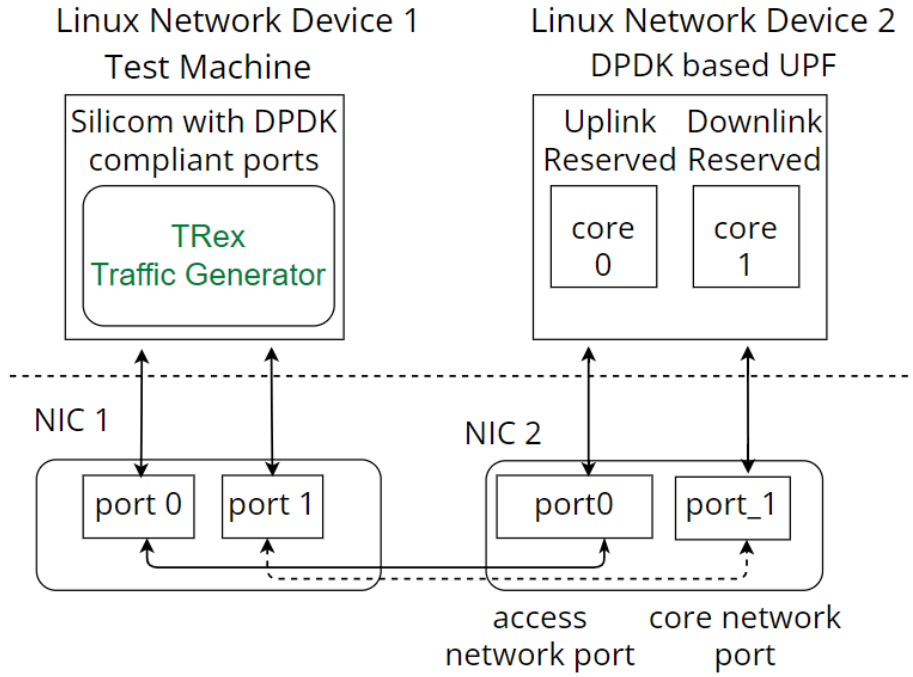 Linux Network Device 1
Test Machine
Silicom with DPDK
compliant ports
TRex
Traffic Generator
Linux Network Device 2
DPDK based UPF
Uplink
Reserved
core
0
Downlink
Reserved
core
1
NIC 1
port 0
port 1
NIC 2
port0
port_1
access
network port
core network
port